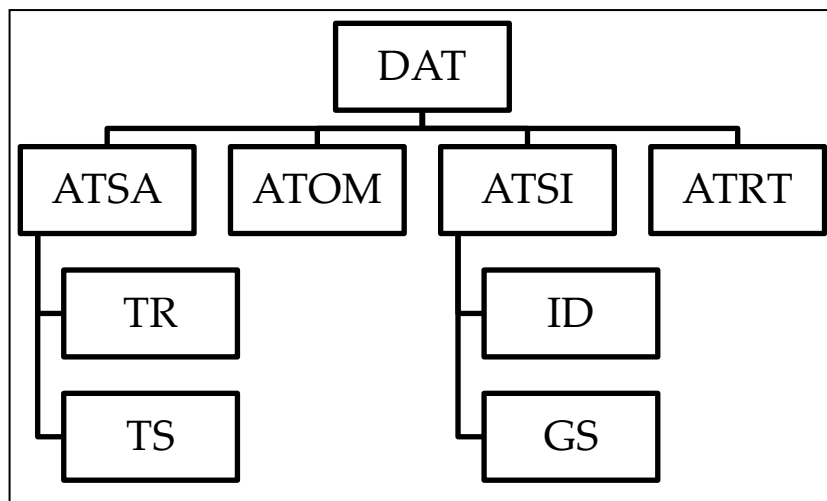 DAT
ATSA
ATOM
ATSI
ATRT
TR
ID
TS
GS